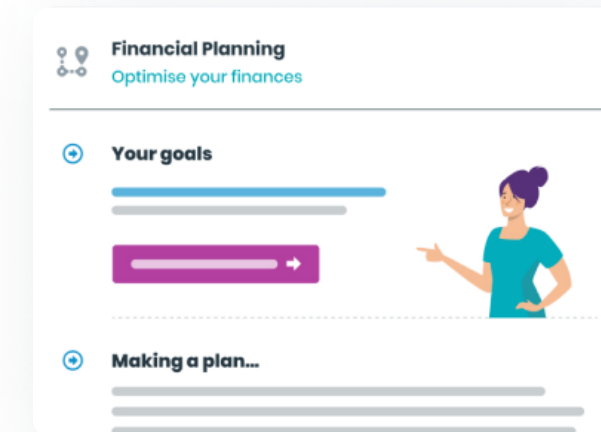 Financial Planning
Optimise your finances
Your goals
Making a plan...